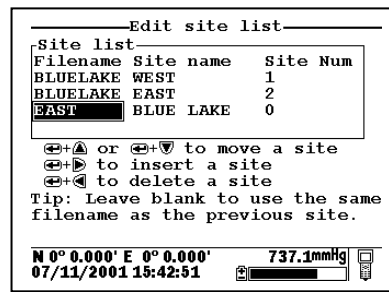 Edit site list
Site list
Filename Site name Site Num
BLUELAKE WEST 1
BLUELAKE EAST 2
EAST BLUE LAKE 0
+ or + to move a site
+ to insert a site
+ to delete a site
Tip: Leave blank to use the same
filename as the previous site.
N 0° 0.000' E 0° 0.000' 737.1mmHg
07/11/2001 15:42:51